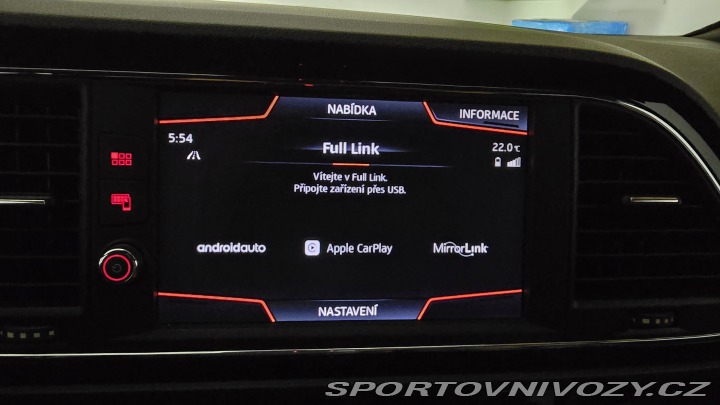 NABÍDKA
INFORMACE
5:54
Full Link
22.0°C
Vítejte v Full Link.
Připojte zařízení přes USB.
androidauto
Apple CarPlay
MirrorLink
NASTAVENÍ
SPORTOVNIVOZY.CZ